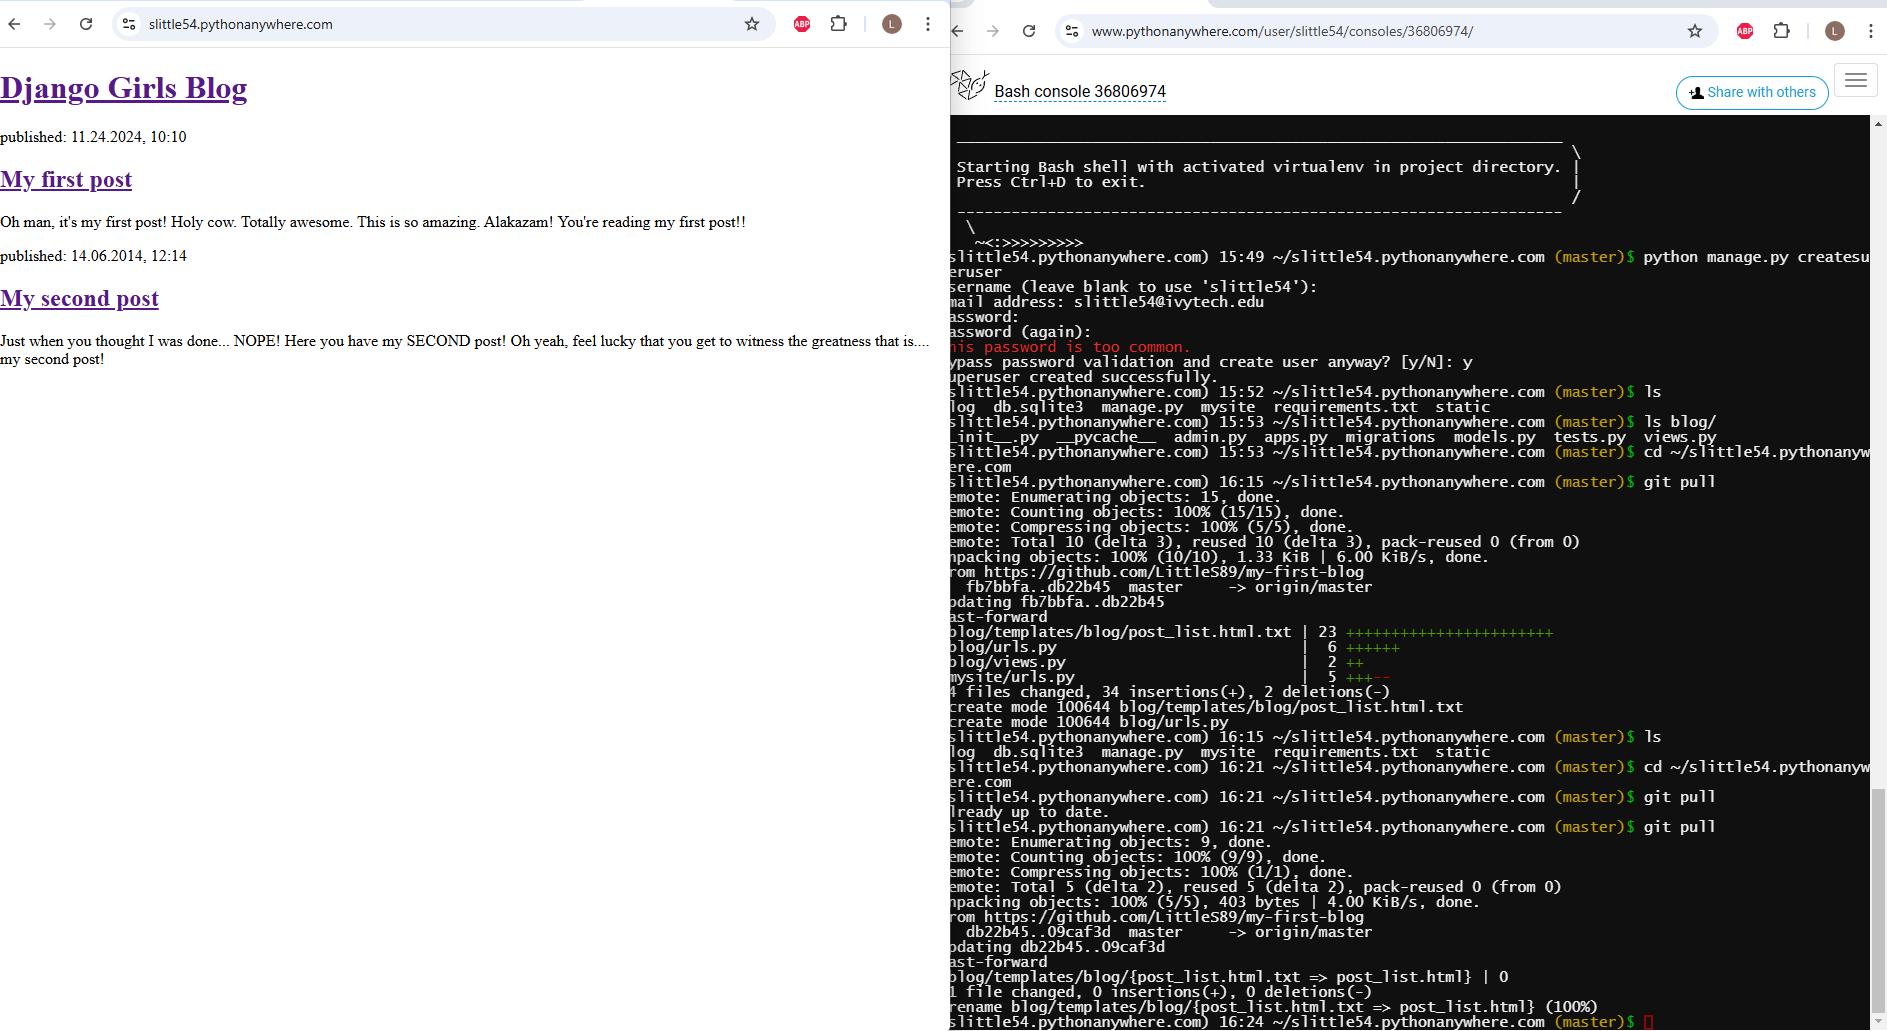 slittle54.pythonanywhere.com
ABP
L
Django Girls Blog
published: 11.24.2024, 10:10
My first post
Oh man, it's my first post! Holy cow. Totally awesome. This is so amazing. Alakazam! You're reading my first post!!
published: 14.06.2014, 12:14
My second post
Just when you thought I was done... NOPE! Here you have my SECOND post! Oh yeah, feel lucky that you get to witness the greatness that is....
my second post!
www.pythonanywhere.com/user/slittle54/consoles/36806974/
ABP
L
Bash console 36806974
Share with others
Starting Bash shell with activated virtualenv in project directory. |
Press Ctrl+D to exit. |
/
\
~<:>>>>>>>>>
slittle54.pythonanywhere.com) 15:49 ~/slittle54.pythonanywhere.com (master)$ python manage.py createsu
eruser
sername (leave blank to use 'slittle54'):
mail address: slittle54@ivytech.edu
assword:
assword (again):
his password is too common.
ypass password validation and create user anyway? [y/N]: y
uperuser created successfully.
slittle54.pythonanywhere.com) 15:52 ~/slittle54.pythonanywhere.com (master)$ ls
log  db.sqlite3  manage.py  mysite  requirements.txt  static
slittle54.pythonanywhere.com) 15:53 ~/slittle54.pythonanywhere.com (master)$ ls blog/
_init__.py  __pycache__  admin.py  apps.py  migrations  models.py  tests.py  views.py
slittle54.pythonanywhere.com) 15:53 ~/slittle54.pythonanywhere.com (master)$ cd ~/slittle54.pythonanyw
ere.com
slittle54.pythonanywhere.com) 16:15 ~/slittle54.pythonanywhere.com (master)$ git pull
emote: Enumerating objects: 15, done.
emote: Counting objects: 100% (15/15), done.
emote: Compressing objects: 100% (5/5), done.
emote: Total 10 (delta 3), reused 10 (delta 3), pack-reused 0 (from 0)
npacking objects: 100% (10/10), 1.33 KiB | 6.00 KiB/s, done.
rom https://github.com/LittleS89/my-first-blog
fb7bbfa..db22b45  master     -> origin/master
pdating fb7bbfa..db22b45
ast-forward
blog/templates/blog/post_list.html.txt | 23 +++++++++++++++++++++++
blog/urls.py | 6 ++++++
blog/views.py | 2 ++
mysite/urls.py | 5 +++--
4 files changed, 34 insertions(+), 2 deletions(-)
create mode 100644 blog/templates/blog/post_list.html.txt
create mode 100644 blog/urls.py
slittle54.pythonanywhere.com) 16:15 ~/slittle54.pythonanywhere.com (master)$ ls
log  db.sqlite3  manage.py  mysite  requirements.txt  static
slittle54.pythonanywhere.com) 16:21 ~/slittle54.pythonanywhere.com (master)$ cd ~/slittle54.pythonanyw
ere.com
slittle54.pythonanywhere.com) 16:21 ~/slittle54.pythonanywhere.com (master)$ git pull
lready up to date.
slittle54.pythonanywhere.com) 16:21 ~/slittle54.pythonanywhere.com (master)$ git pull
emote: Enumerating objects: 9, done.
emote: Counting objects: 100% (9/9), done.
emote: Compressing objects: 100% (1/1), done.
emote: Total 5 (delta 2), reused 5 (delta 2), pack-reused 0 (from 0)
npacking objects: 100% (5/5), 403 bytes | 4.00 KiB/s, done.
rom https://github.com/LittleS89/my-first-blog
db22b45..09caf3d  master     -> origin/master
pdating db22b45..09caf3d
ast-forward
blog/templates/blog/{post_list.html.txt => post_list.html} | 0
1 file changed, 0 insertions(+), 0 deletions(-)
rename blog/templates/blog/{post_list.html.txt => post_list.html} (100%)
slittle54.pythonanywhere.com) 16:24 ~/slittle54.pythonanywhere.com (master)$